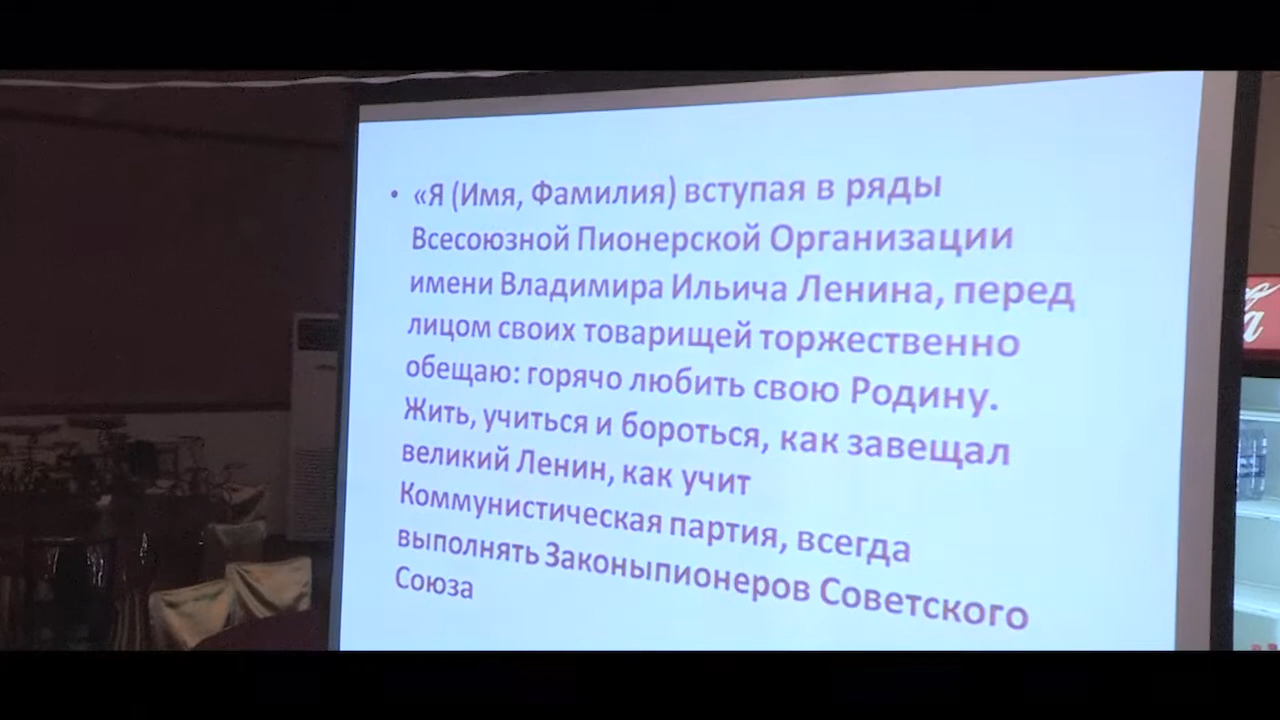 • «Я (Имя, Фамилия) вступая в ряды
Всесоюзной Пионерской Организации
имени Владимира Ильича Ленина, перед
лицом своих товарищей торжественно
обещаю: горячо любить свою Родину.
Жить, учиться и бороться, как завещал
великий Ленин, как учит
Коммунистическая партия, всегда
выполнять Законыпионеров Советского
Союза